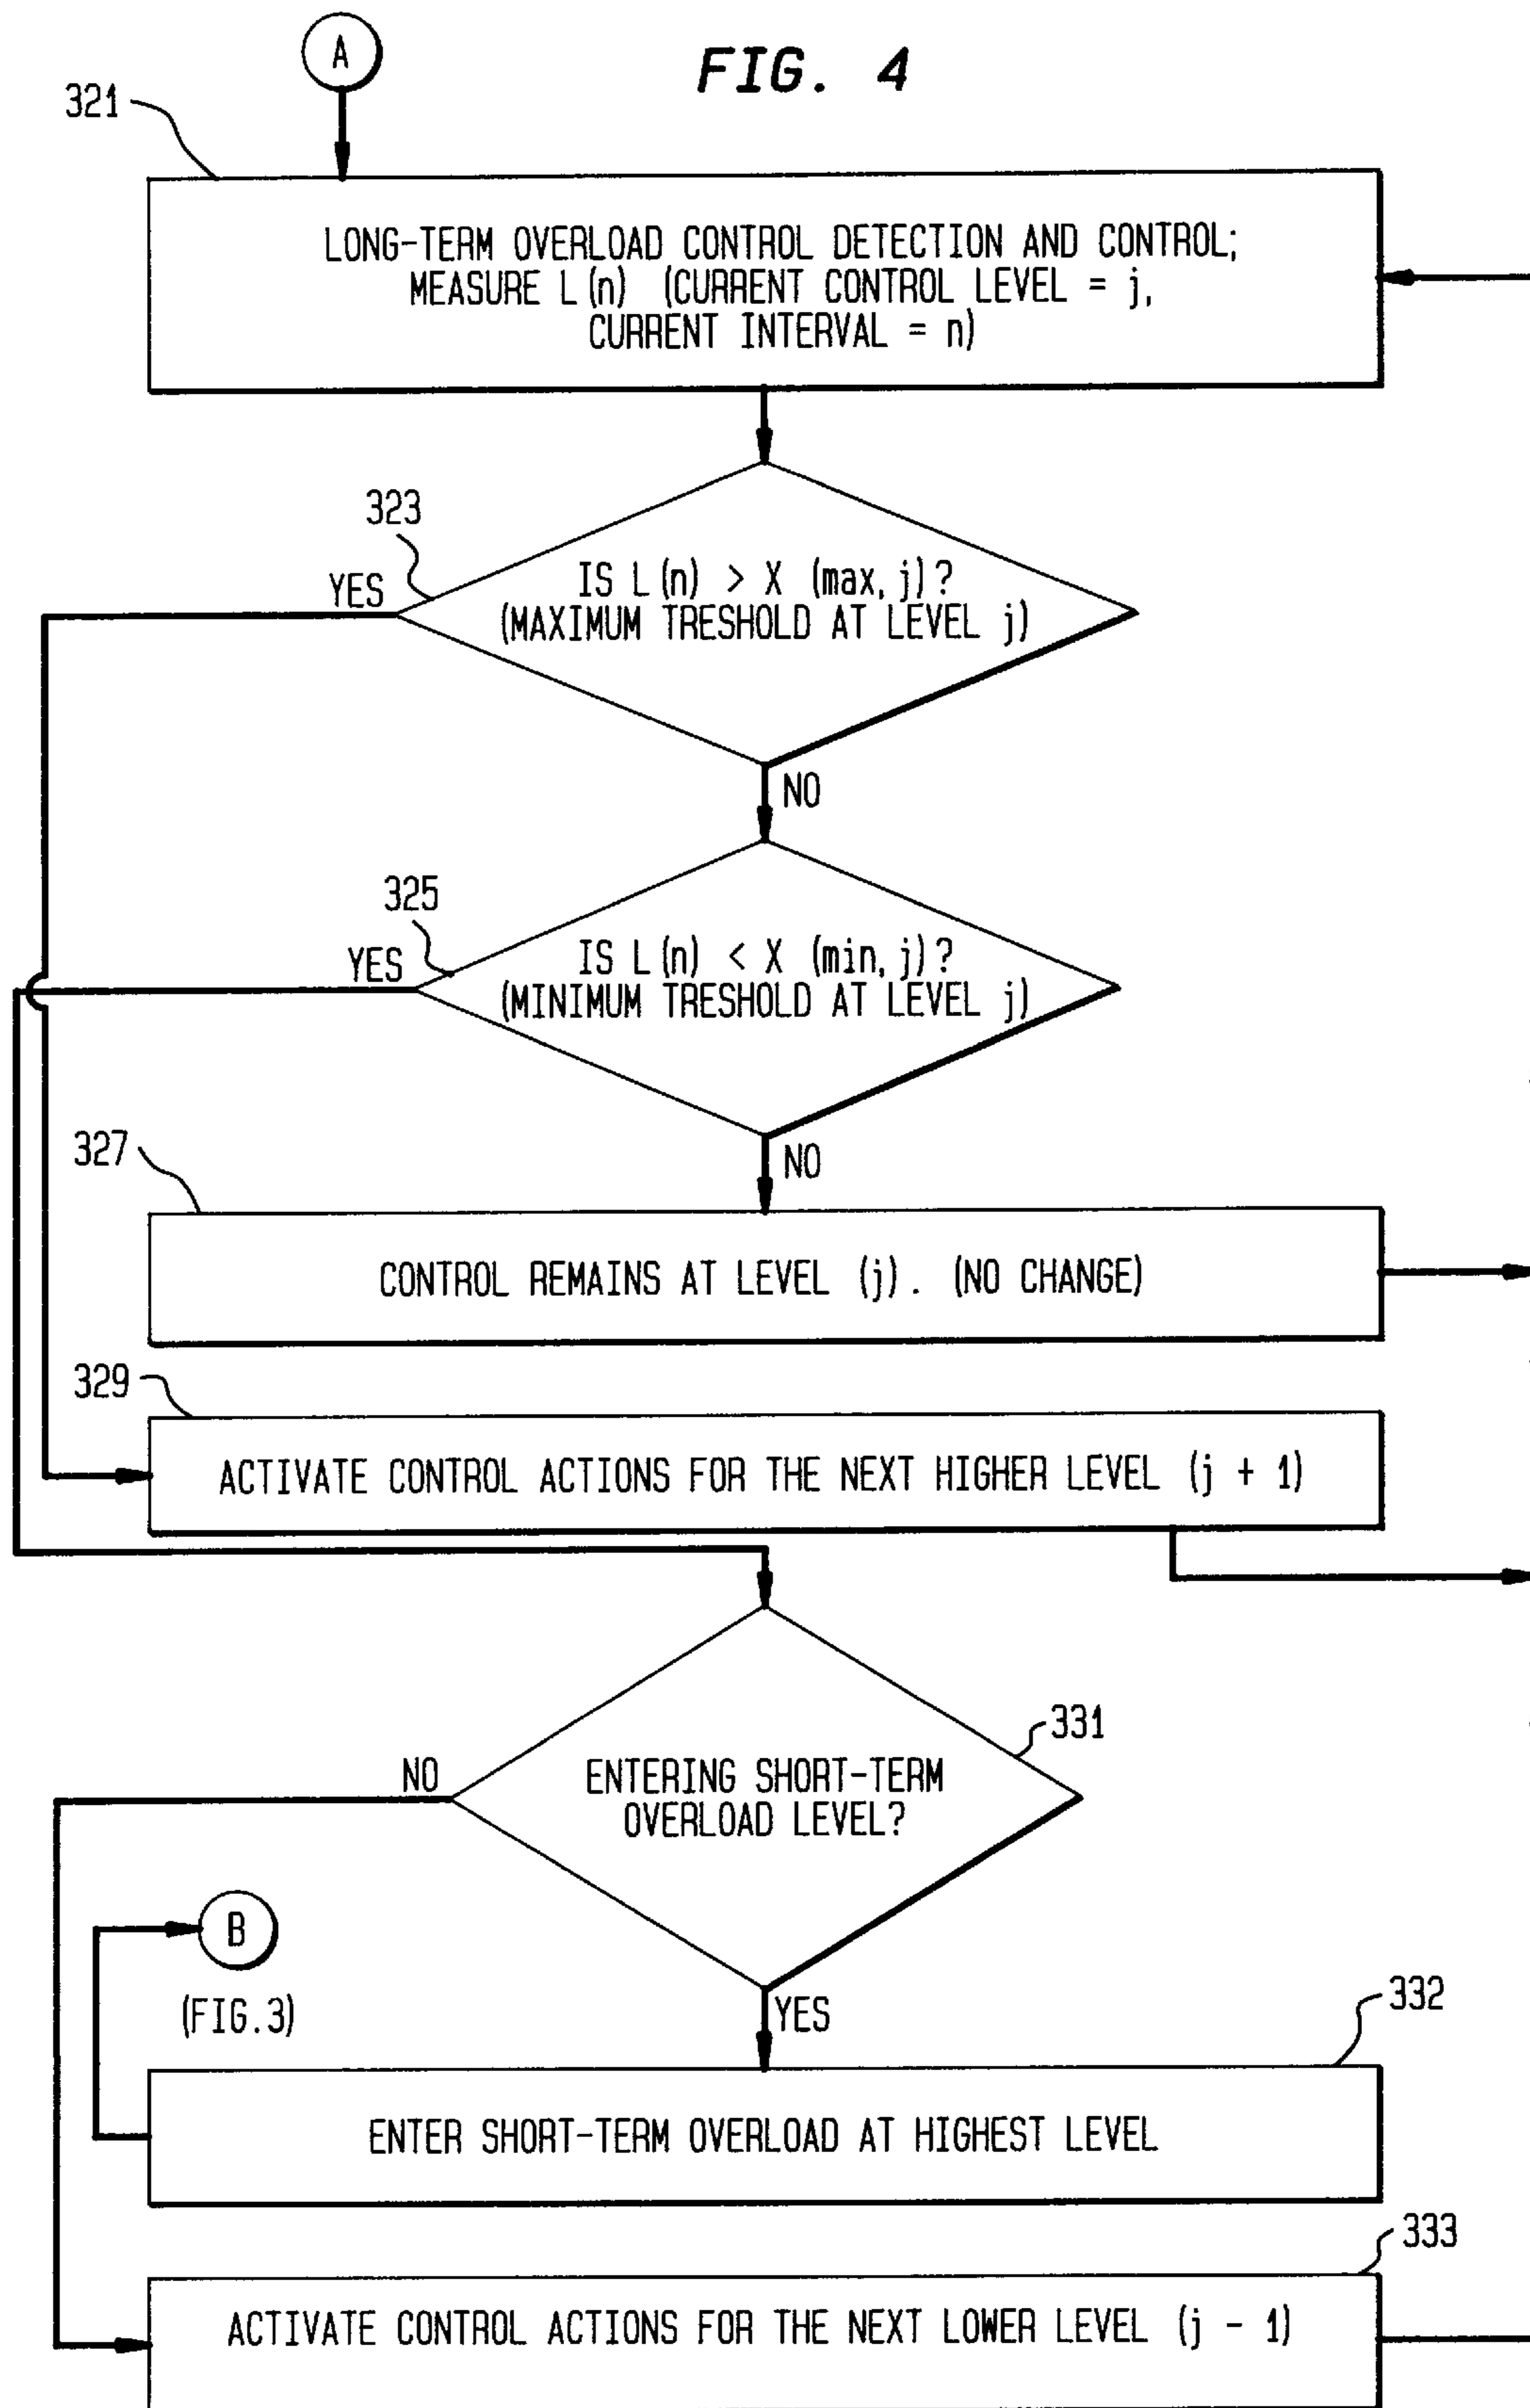 A
FIG. 4
321
LONG-TERM OVERLOAD CONTROL DETECTION AND CONTROL;
MEASURE L(n) (CURRENT CONTROL LEVEL = j,
CURRENT INTERVAL = n)
323
YES
IS L(n) > X (max, j)?
(MAXIMUM TRESHOLD AT LEVEL j)
NO
325
YES
IS L(n) < X (min, j)?
(MINIMUM TRESHOLD AT LEVEL j)
NO
327
CONTROL REMAINS AT LEVEL (j). (NO CHANGE)
329
ACTIVATE CONTROL ACTIONS FOR THE NEXT HIGHER LEVEL (j + 1)
331
NO
ENTERING SHORT-TERM
OVERLOAD LEVEL?
B
(FIG.3)
YES
332
ENTER SHORT-TERM OVERLOAD AT HIGHEST LEVEL
333
ACTIVATE CONTROL ACTIONS FOR THE NEXT LOWER LEVEL (j - 1)